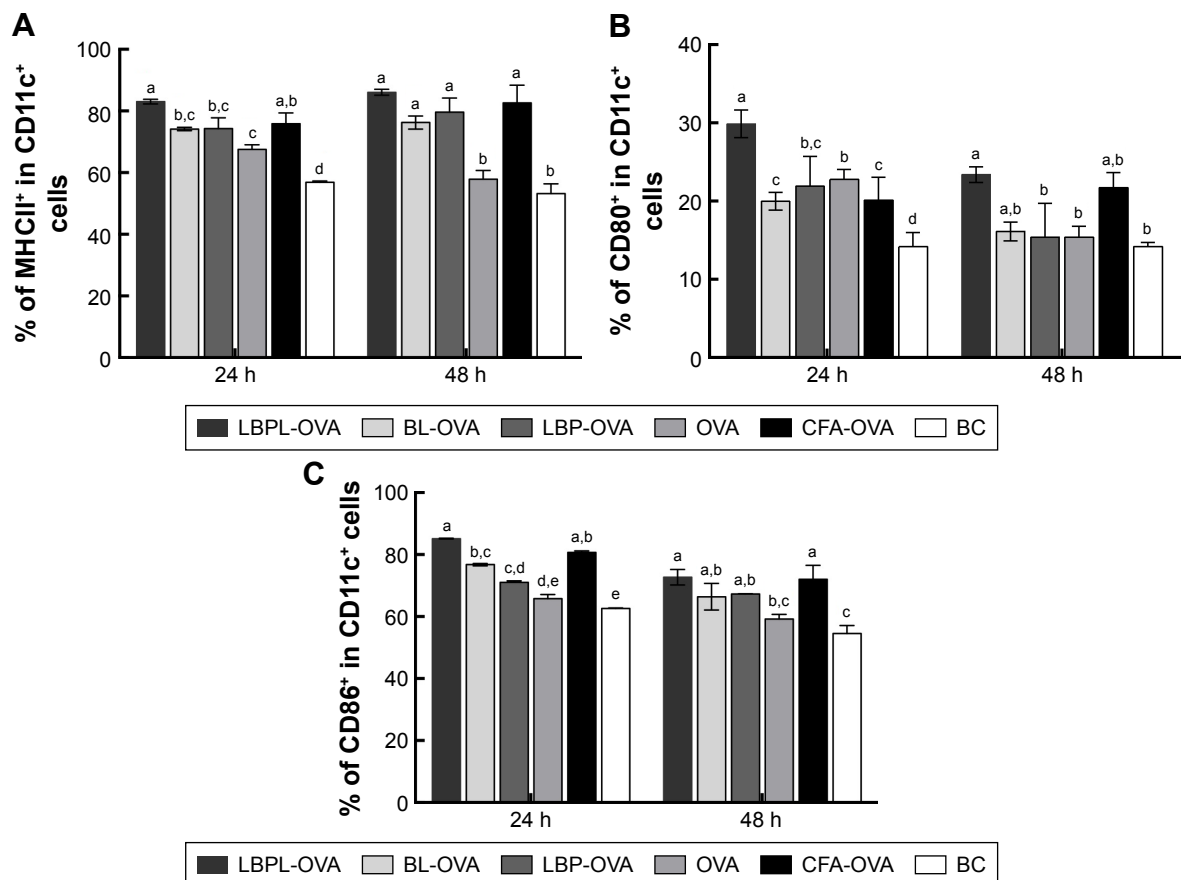 A
% of MHCII⁺ in CD11c⁺
cells
100
80
60
40
20
0
a
b,c
b,c
c
a,b
d
a
a
a
b
a
b
24 h
48 h
B
% of CD80⁺ in CD11c⁺
cells
40
30
20
10
0
a
c
b,c
b
c
d
a
a,b
b
b
a,b
b
24 h
48 h
LBPL-OVA BL-OVA LBP-OVA OVA CFA-OVA BC
C
% of CD86⁺ in CD11c⁺ cells
100
80
60
40
20
0
a
b,c
c,d
d,e
a,b
e
a
a,b
a,b
b,c
a
c
24 h
48 h
LBPL-OVA BL-OVA LBP-OVA OVA CFA-OVA BC